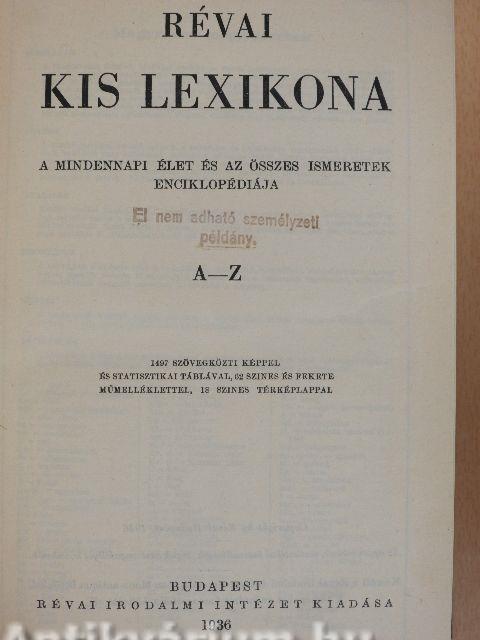 RÉVAI
KIS LEXIKONA
A MINDENNAPI ÉLET ÉS AZ ÖSSZES ISMERETEK
ENCIKLOPÉDIÁJA
El nem adható személyzeti
példány.
A—Z
1497 SZÖVEGKÖZTI KÉPPEL
ÉS STATISZTIKAI TÁBLÁVAL, 62 SZINES ÉS FEKETE
MŰMELLÉKLETTEL, 18 SZINES TÉRKÉPLAPPAL
BUDAPEST
RÉVAI IRODALMI INTÉZET KIADÁSA
1936
Antikvárium.hu